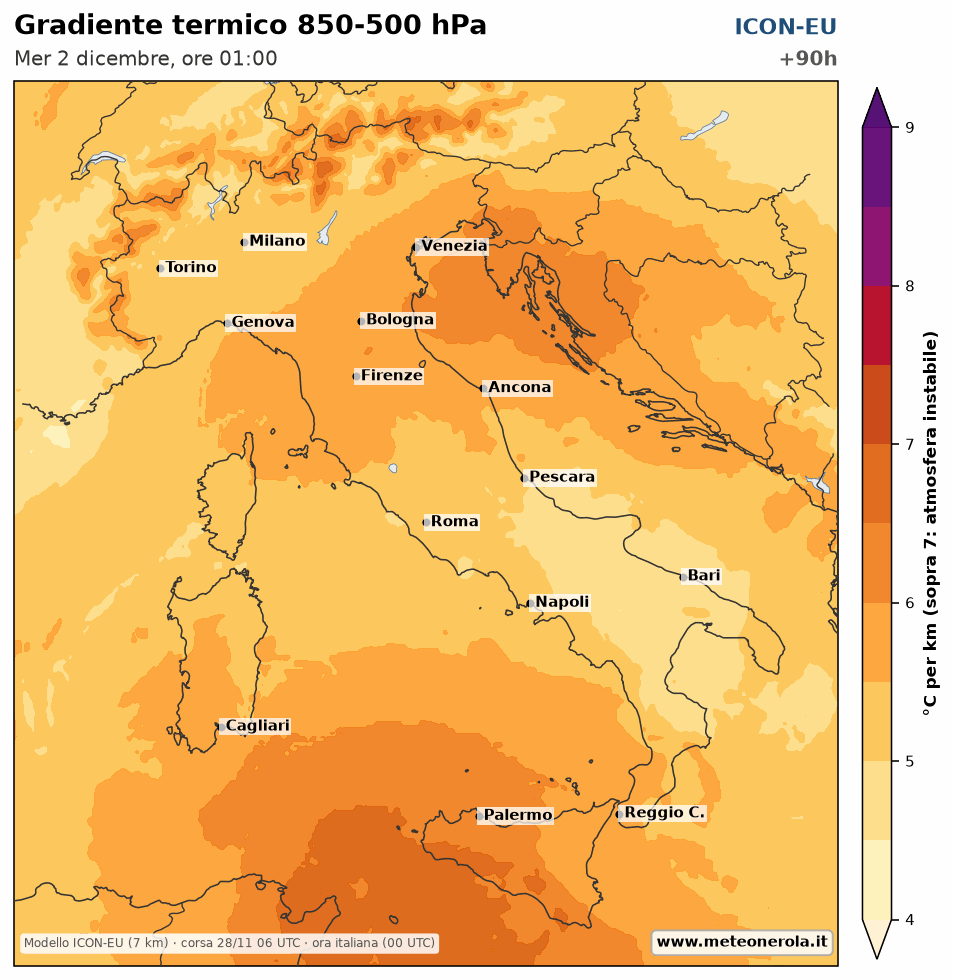 Gradiente termico 850-500 hPa
ICON-EU
Mer 2 dicembre, ore 01:00
+90h
Milano
Venezia
Torino
Genova
Bologna
Firenze
Ancona
Pescara
Roma
Bari
Napoli
Cagliari
Palermo
Reggio C.
9
8
7
6
5
4
°C per km (sopra 7: atmosfera instabile)
Modello ICON-EU (7 km) · corsa 28/11 06 UTC · ora italiana (00 UTC)
www.meteonerola.it